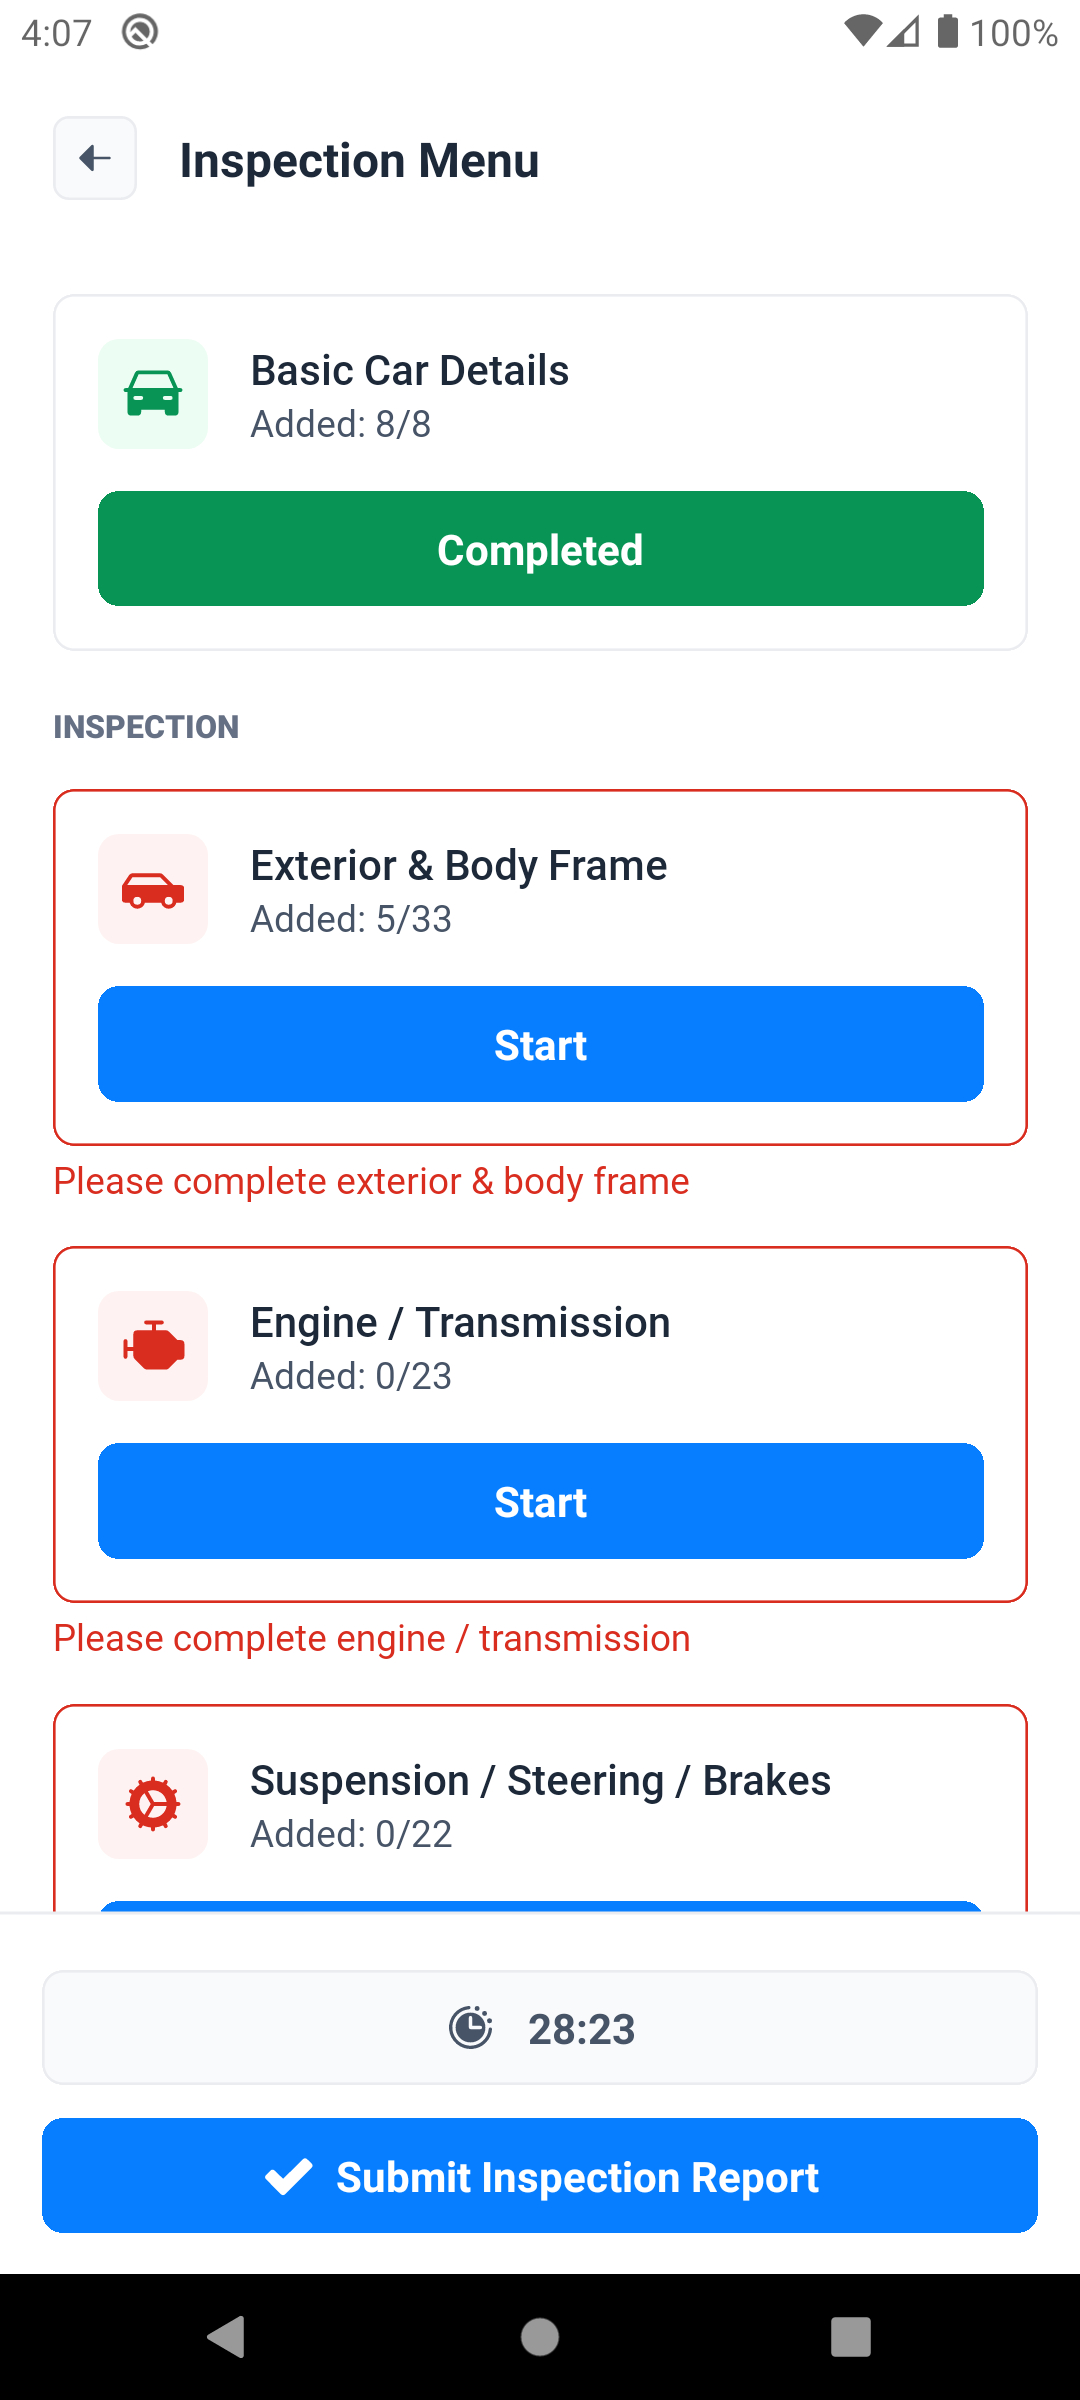 4:07
100%
Inspection Menu
Basic Car Details
Added: 8/8
Completed
INSPECTION
Exterior & Body Frame
Added: 5/33
Start
Please complete exterior & body frame
Engine / Transmission
Added: 0/23
Start
Please complete engine / transmission
Suspension / Steering / Brakes
Added: 0/22
28:23
Submit Inspection Report